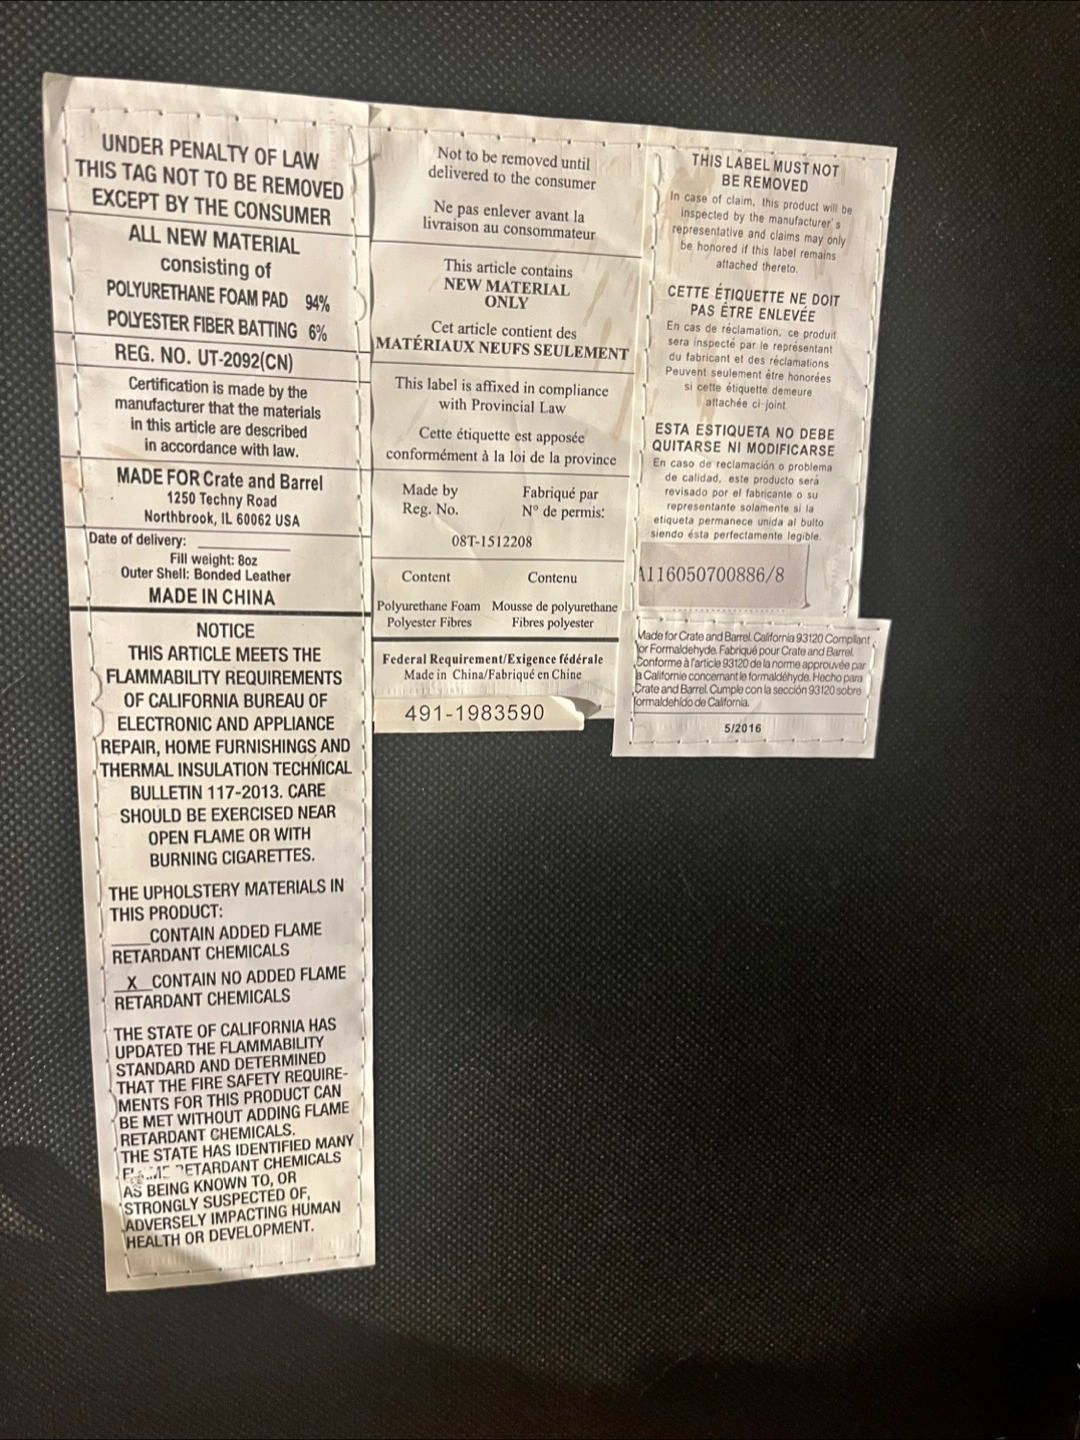 UNDER PENALTY OF LAW
THIS TAG NOT TO BE REMOVED
EXCEPT BY THE CONSUMER
ALL NEW MATERIAL
consisting of
POLYURETHANE FOAM PAD 94%
POLYESTER FIBER BATTING 6%
REG. NO. UT-2092(CN)
Certification is made by the
manufacturer that the materials
in this article are described
in accordance with law.
MADE FOR Crate and Barrel
1250 Techny Road
Northbrook, IL 60062 USA
Date of delivery:
Fill weight: 8oz
Outer Shell: Bonded Leather
MADE IN CHINA
NOTICE
THIS ARTICLE MEETS THE
FLAMMABILITY REQUIREMENTS
OF CALIFORNIA BUREAU OF
ELECTRONIC AND APPLIANCE
REPAIR, HOME FURNISHINGS AND
THERMAL INSULATION TECHNICAL
BULLETIN 117-2013. CARE
SHOULD BE EXERCISED NEAR
OPEN FLAME OR WITH
BURNING CIGARETTES.
THE UPHOLSTERY MATERIALS IN
THIS PRODUCT:
____CONTAIN ADDED FLAME
RETARDANT CHEMICALS
_X_CONTAIN NO ADDED FLAME
RETARDANT CHEMICALS
THE STATE OF CALIFORNIA HAS
UPDATED THE FLAMMABILITY
STANDARD AND DETERMINED
THAT THE FIRE SAFETY REQUIRE-
MENTS FOR THIS PRODUCT CAN
BE MET WITHOUT ADDING FLAME
RETARDANT CHEMICALS.
THE STATE HAS IDENTIFIED MANY
RETARDANT CHEMICALS
AS BEING KNOWN TO, OR
STRONGLY SUSPECTED OF,
ADVERSELY IMPACTING HUMAN
HEALTH OR DEVELOPMENT.
Not to be removed until
delivered to the consumer
Ne pas enlever avant la
livraison au consommateur
This article contains
NEW MATERIAL
ONLY
Cet article contient des
MATÉRIAUX NEUFS SEULEMENT
This label is affixed in compliance
with Provincial Law
Cette étiquette est apposée
conformément à la loi de la province
Made by Fabriqué par
Reg. No. N° de permis:
08T-1512208
Content Contenu
Polyurethane Foam Mousse de polyurethane
Polyester Fibres Fibres polyester
Federal Requirement/Exigence fédérale
Made in China/Fabriqué en Chine
491-1983590
THIS LABEL MUST NOT
BE REMOVED
In case of claim, this product will be
inspected by the manufacturer's
representative and claims may only
be honored if this label remains
attached thereto.
CETTE ÉTIQUETTE NE DOIT
PAS ÊTRE ENLEVÉE
En cas de réclamation, ce produit
sera inspecté par le représentant
du fabricant et des réclamations
Peuvent seulement être honorées
si cette étiquette demeure
attachée ci-joint.
ESTA ESTIQUETA NO DEBE
QUITARSE NI MODIFICARSE
En caso de reclamación o problema
de calidad, este producto será
revisado por el fabricante o su
representante solamente si la
etiqueta permanece unida al bulto
siendo ésta perfectamente legible.
A116050700886/8
Made for Crate and Barrel. California 93120 Compliant
for Formaldehyde. Fabriqué pour Crate and Barrel.
Conforme à l'article 93120 de la norme approuvée par
la Californie concernant le formaldéhyde. Hecho para
Crate and Barrel. Cumple con la sección 93120 sobre
formaldehído de California.
5/2016